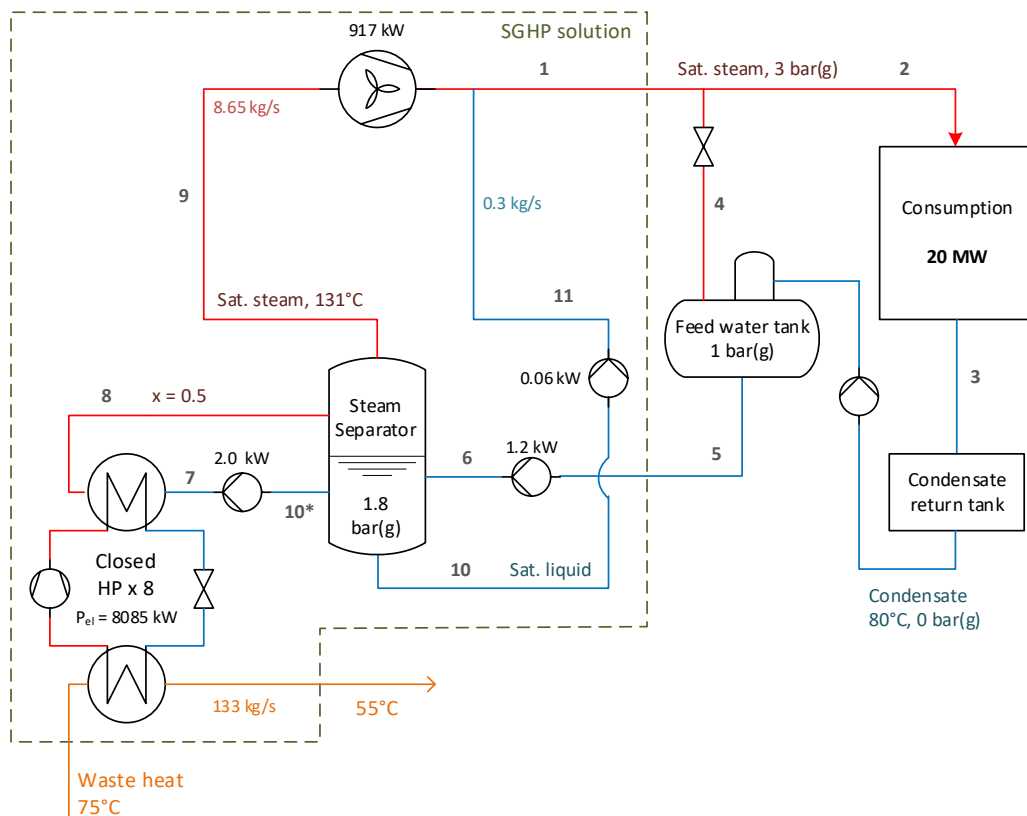 917 kW
SGHP solution
1
Sat. steam, 3 bar(g)
2
8.65 kg/s
9
0.3 kg/s
4
Consumption
20 MW
11
Sat. steam, 131°C
Feed water tank
1 bar(g)
3
0.06 kW
8
x = 0.5
Steam
Separator
2.0 kW
6
1.2 kW
5
7
10*
1.8
bar(g)
Condensate
return tank
Closed
HP x 8
Pel = 8085 kW
10
Sat. liquid
Condensate
80°C, 0 bar(g)
133 kg/s
55°C
Waste heat
75°C